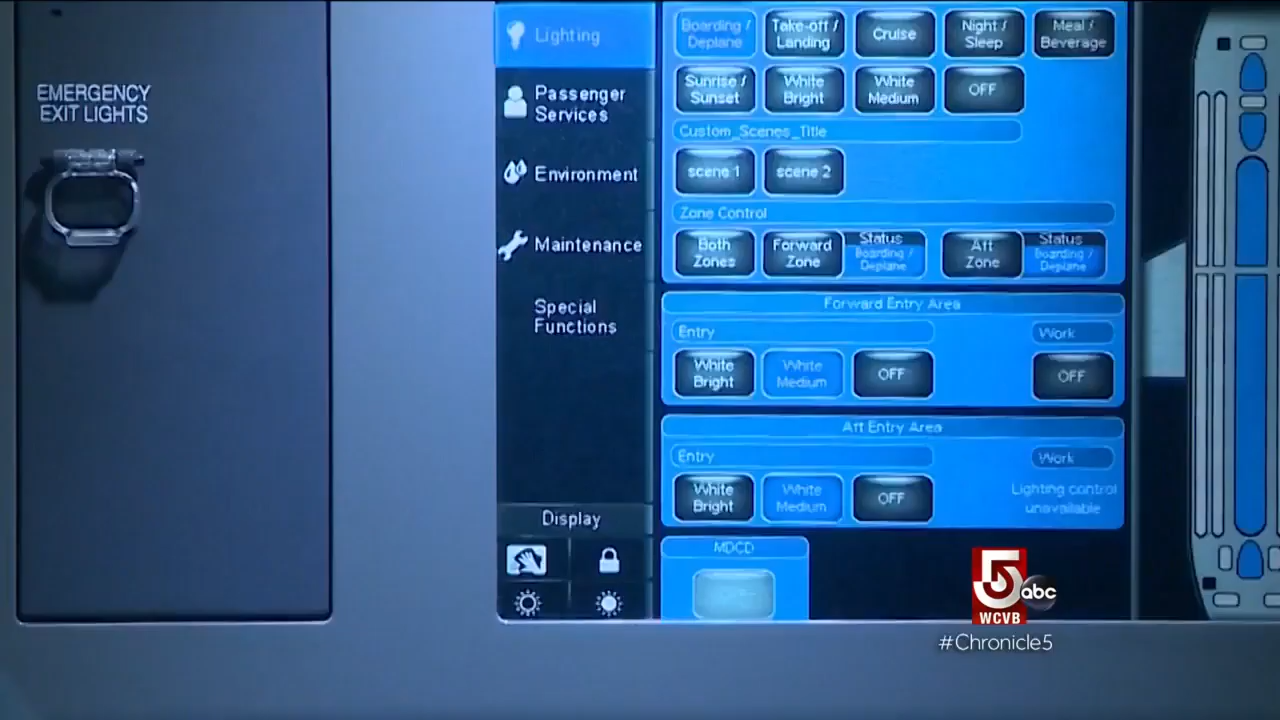 EMERGENCY
EXIT LIGHTS
Lighting
Passenger
Services
Environment
Maintenance
Special
Functions
Display
Boarding /
Deplane
Take-off /
Landing
Cruise
Night /
Sleep
Meal /
Beverage
Sunrise /
Sunset
White
Bright
White
Medium
OFF
Custom_Scenes_Title
scene 1
scene 2
Zone Control
Both
Zones
Forward
Zone
Status
Boarding /
Deplane
Aft
Zone
Status
Boarding /
Deplane
Forward Entry Area
Entry
Work
White
Bright
White
Medium
OFF
OFF
Aft Entry Area
Entry
Work
White
Bright
White
Medium
OFF
Lighting control
unavailable
MDCD
5 abc
WCVB
#Chronicle5